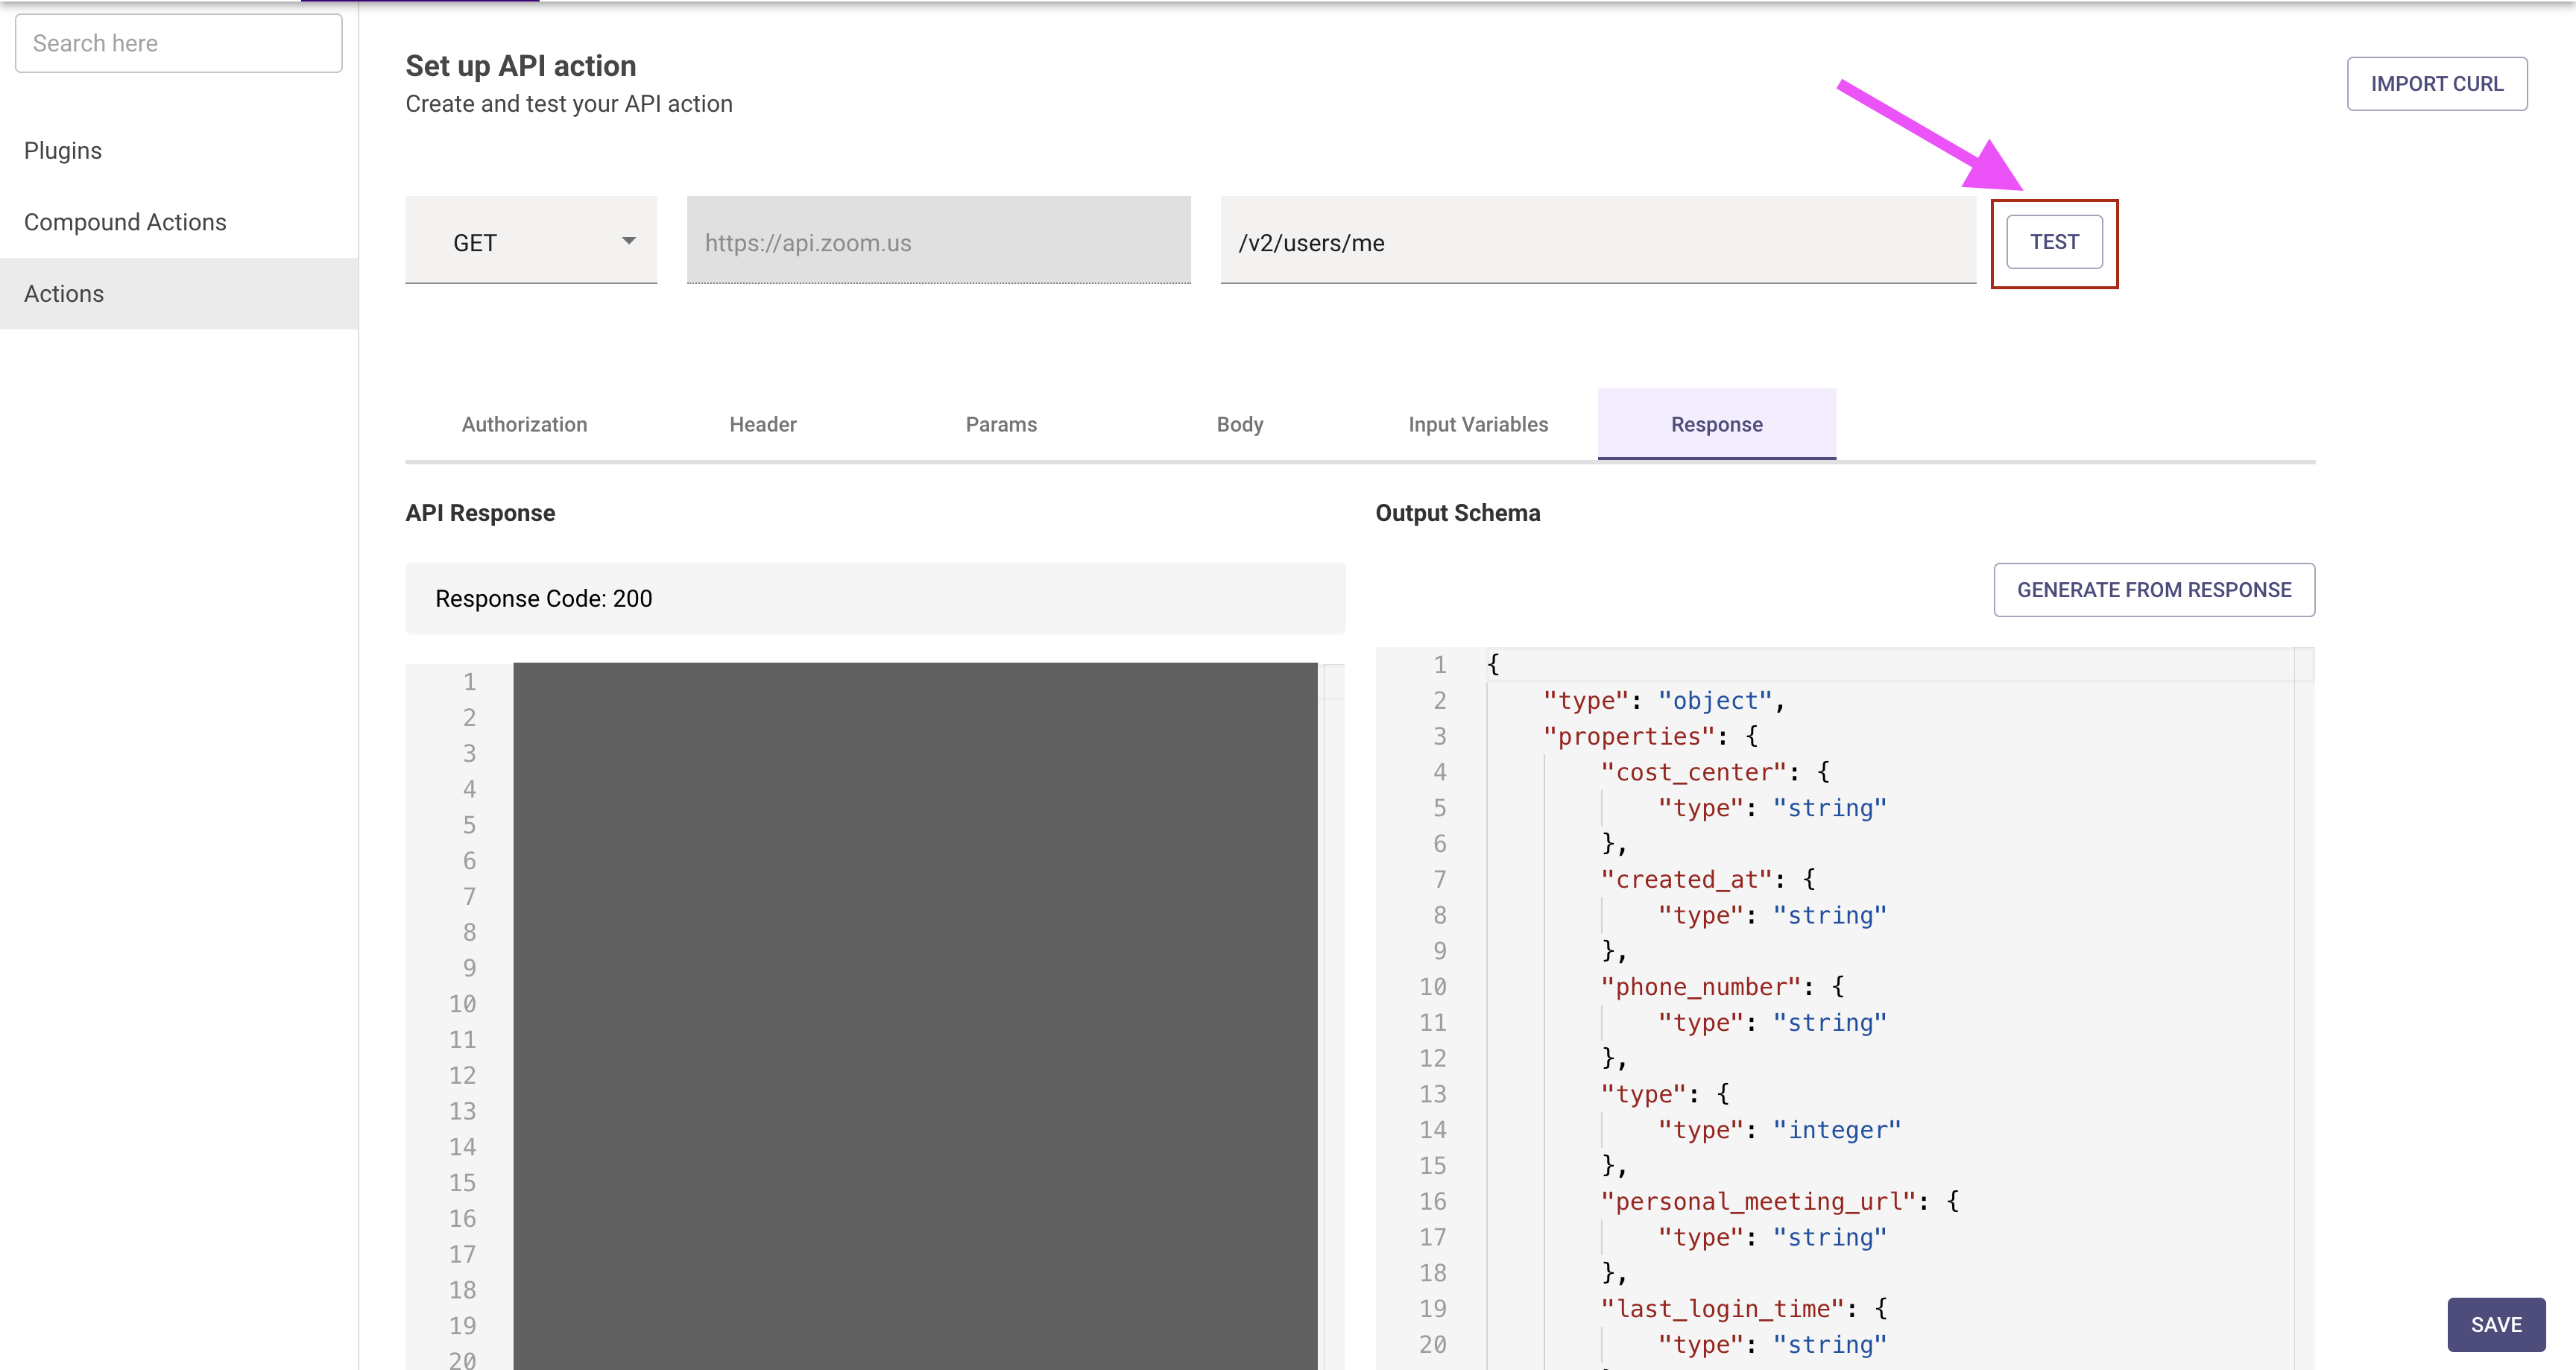 Search here
Plugins
Compound Actions
Actions
Set up API action
Create and test your API action
IMPORT CURL
GET
https://api.zoom.us
/v2/users/me
TEST
Authorization
Header
Params
Body
Input Variables
Response
API Response
Response Code: 200
1
2
3
4
5
6
7
8
9
10
11
12
13
14
15
16
17
18
19
20
Output Schema
GENERATE FROM RESPONSE
1 {
2 "type": "object",
3 "properties": {
4 "cost_center": {
5 "type": "string"
6 },
7 "created_at": {
8 "type": "string"
9 },
10 "phone_number": {
11 "type": "string"
12 },
13 "type": {
14 "type": "integer"
15 },
16 "personal_meeting_url": {
17 "type": "string"
18 },
19 "last_login_time": {
20 "type": "string"
SAVE